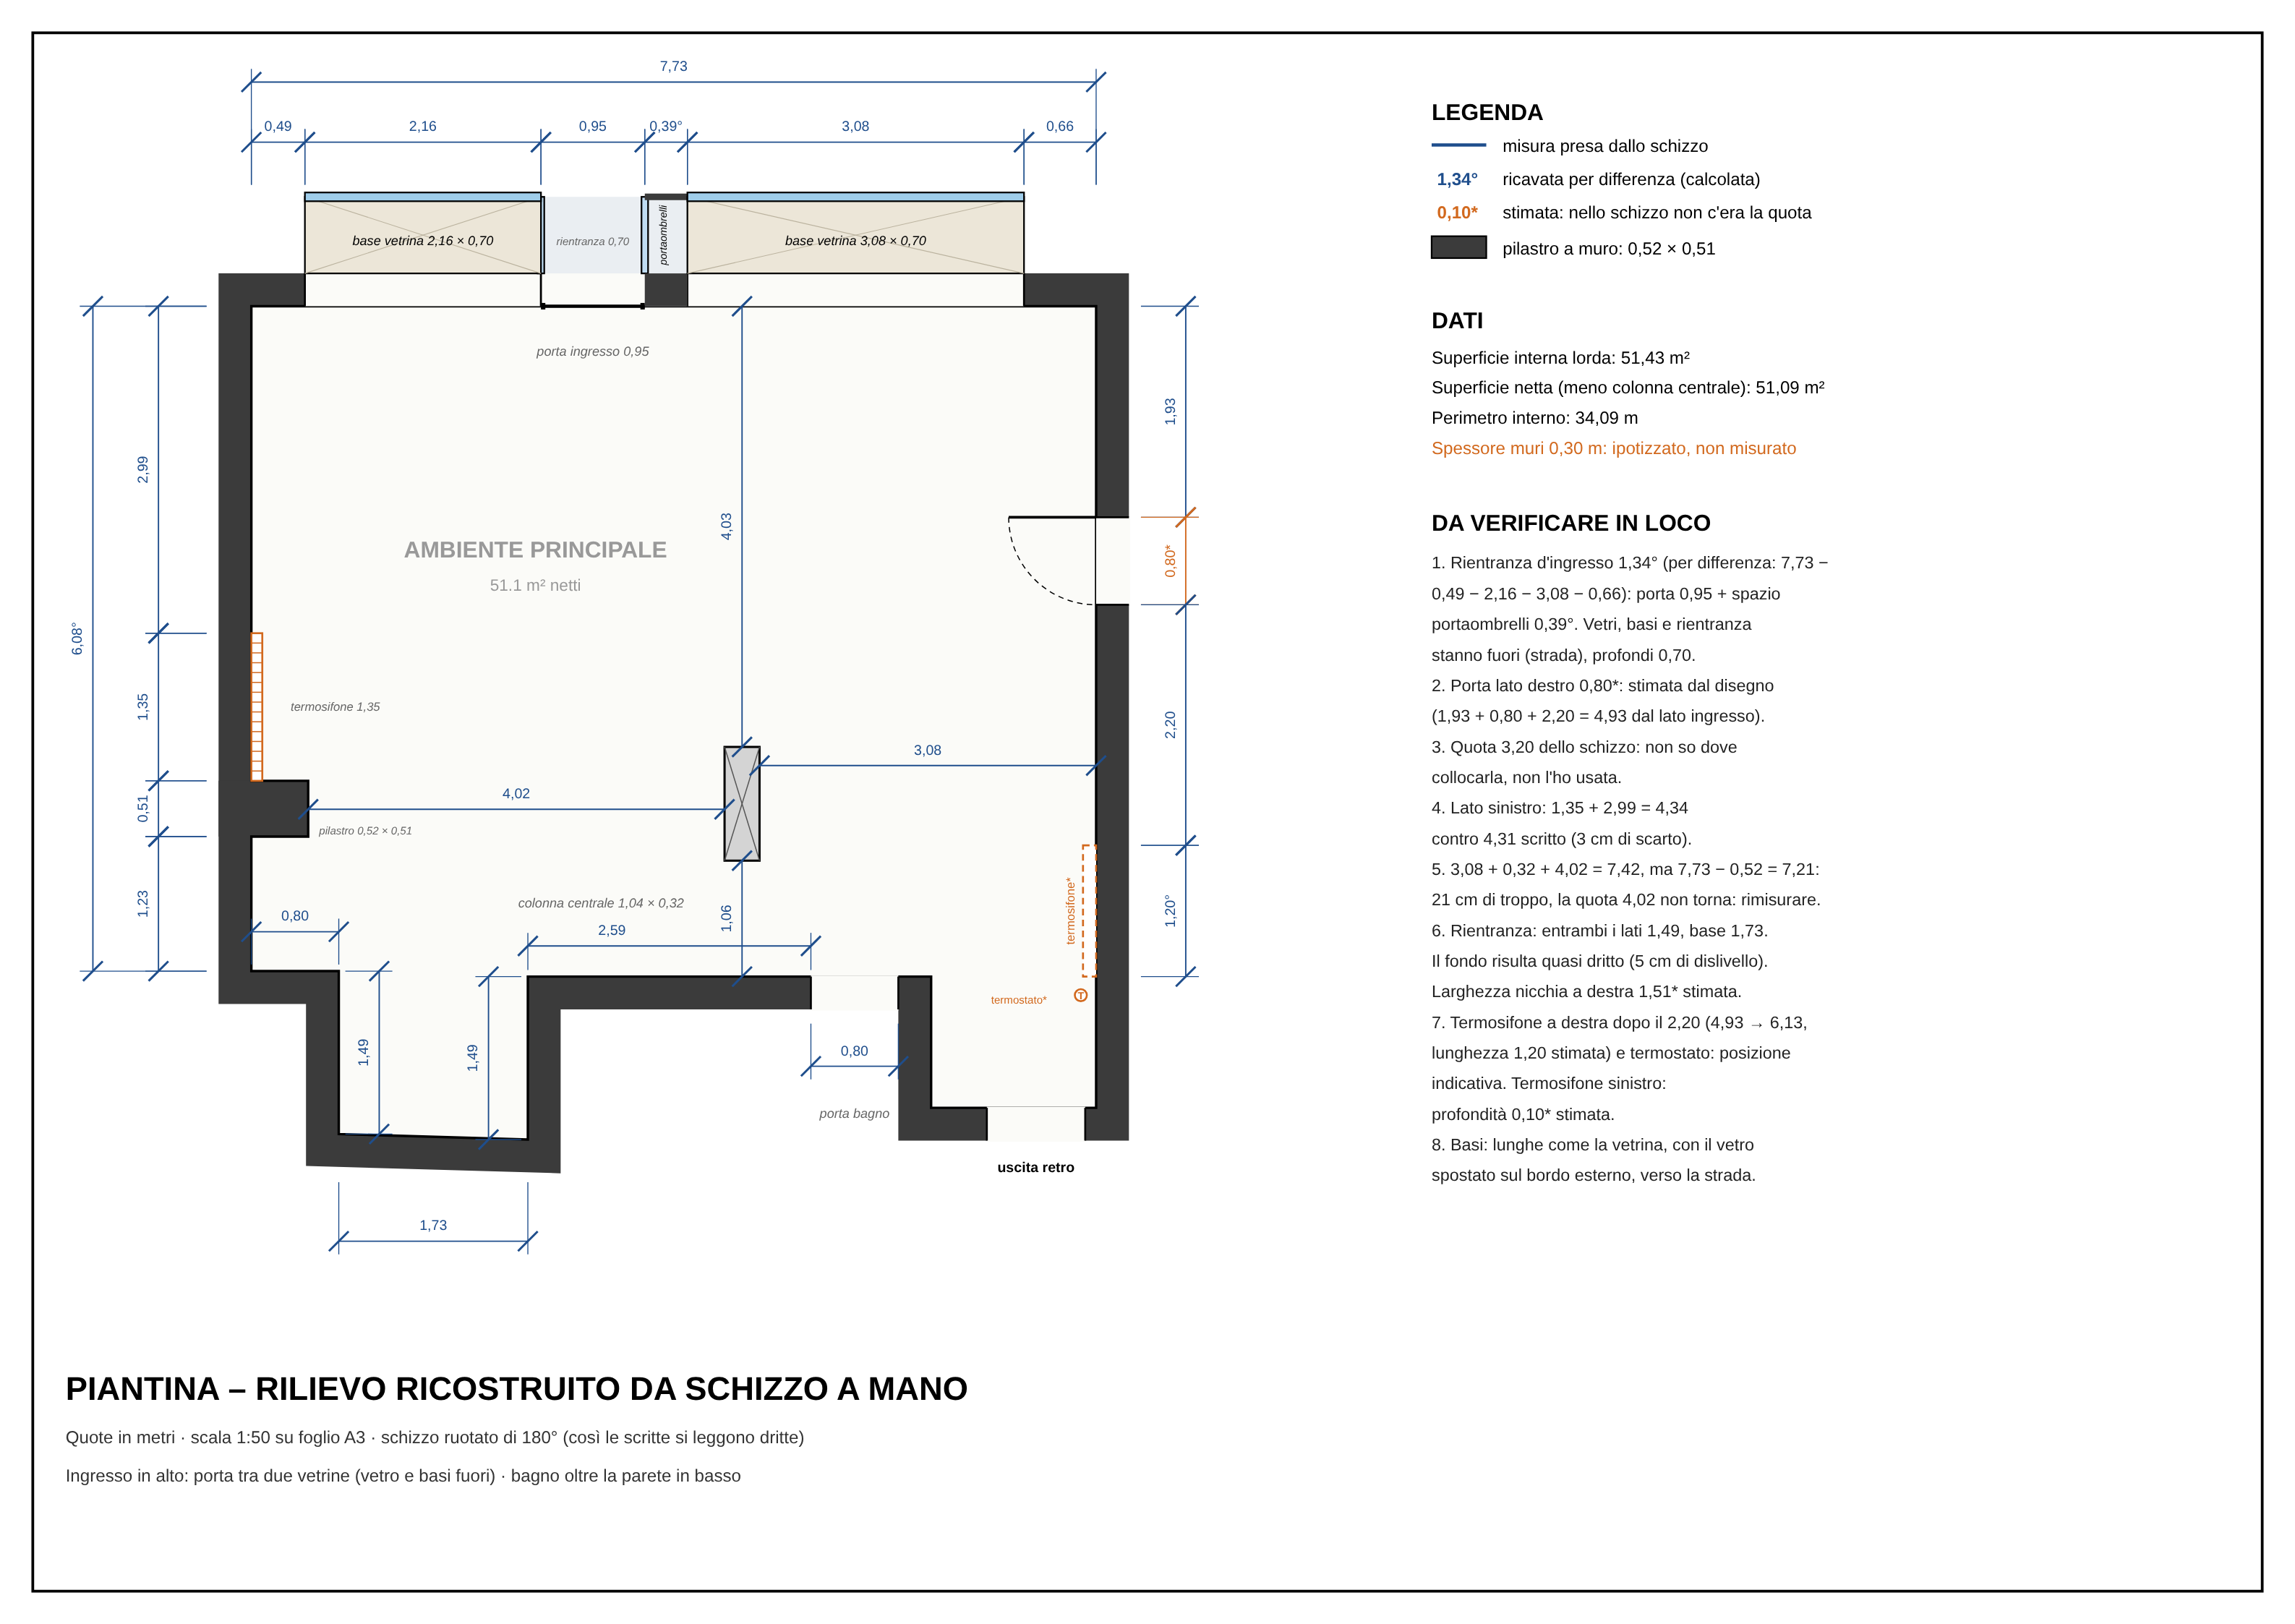 7,73
0,49
2,16
0,95
0,39°
3,08
0,66
base vetrina 2,16 × 0,70
rientranza 0,70
portaombrelli
base vetrina 3,08 × 0,70
porta ingresso 0,95
6,08°
2,99
1,35
0,51
1,23
4,03
1,93
0,80*
2,20
1,20°
AMBIENTE PRINCIPALE
51.1 m² netti
termosifone 1,35
3,08
4,02
pilastro 0,52 × 0,51
colonna centrale 1,04 × 0,32
0,80
2,59
1,06
termosifone*
termostato*
T
1,49
1,49
0,80
porta bagno
uscita retro
1,73
LEGENDA
misura presa dallo schizzo
1,34° ricavata per differenza (calcolata)
0,10* stimata: nello schizzo non c'era la quota
pilastro a muro: 0,52 × 0,51
DATI
Superficie interna lorda: 51,43 m²
Superficie netta (meno colonna centrale): 51,09 m²
Perimetro interno: 34,09 m
Spessore muri 0,30 m: ipotizzato, non misurato
DA VERIFICARE IN LOCO
1. Rientranza d'ingresso 1,34° (per differenza: 7,73 −
0,49 − 2,16 − 3,08 − 0,66): porta 0,95 + spazio
portaombrelli 0,39°. Vetri, basi e rientranza
stanno fuori (strada), profondi 0,70.
2. Porta lato destro 0,80*: stimata dal disegno
(1,93 + 0,80 + 2,20 = 4,93 dal lato ingresso).
3. Quota 3,20 dello schizzo: non so dove
collocarla, non l'ho usata.
4. Lato sinistro: 1,35 + 2,99 = 4,34
contro 4,31 scritto (3 cm di scarto).
5. 3,08 + 0,32 + 4,02 = 7,42, ma 7,73 − 0,52 = 7,21:
21 cm di troppo, la quota 4,02 non torna: rimisurare.
6. Rientranza: entrambi i lati 1,49, base 1,73.
Il fondo risulta quasi dritto (5 cm di dislivello).
Larghezza nicchia a destra 1,51* stimata.
7. Termosifone a destra dopo il 2,20 (4,93 → 6,13,
lunghezza 1,20 stimata) e termostato: posizione
indicativa. Termosifone sinistro:
profondità 0,10* stimata.
8. Basi: lunghe come la vetrina, con il vetro
spostato sul bordo esterno, verso la strada.
PIANTINA – RILIEVO RICOSTRUITO DA SCHIZZO A MANO
Quote in metri · scala 1:50 su foglio A3 · schizzo ruotato di 180° (così le scritte si leggono dritte)
Ingresso in alto: porta tra due vetrine (vetro e basi fuori) · bagno oltre la parete in basso